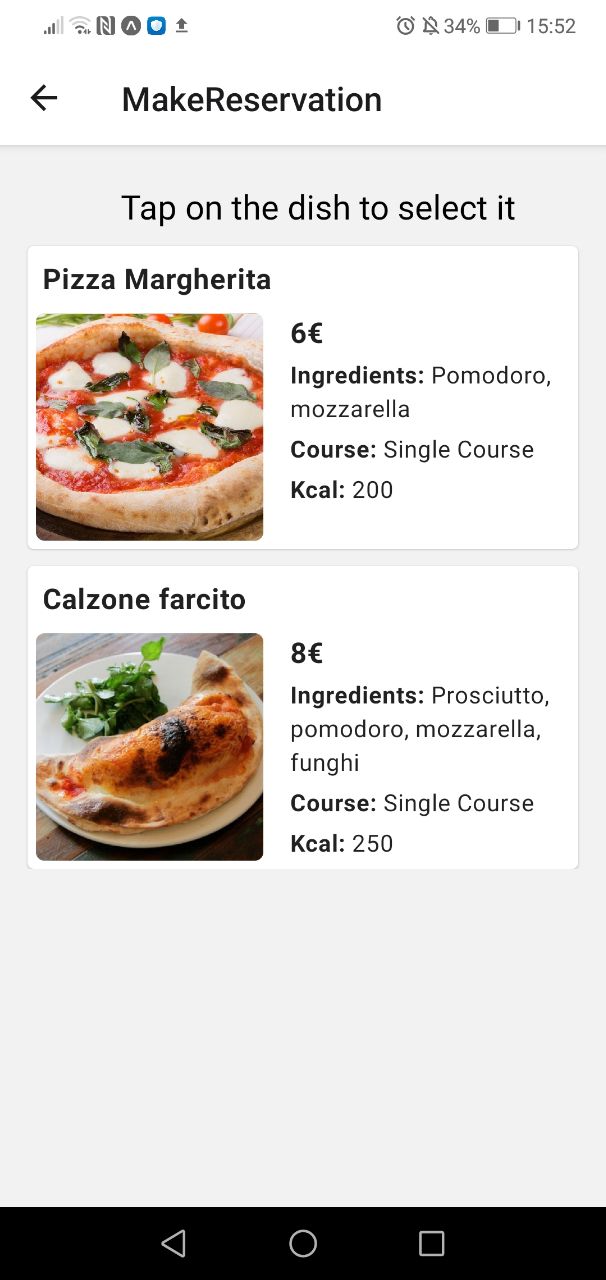 34% 15:52
MakeReservation
Tap on the dish to select it
Pizza Margherita
6€
Ingredients: Pomodoro,
mozzarella
Course: Single Course
Kcal: 200
Calzone farcito
8€
Ingredients: Prosciutto,
pomodoro, mozzarella,
funghi
Course: Single Course
Kcal: 250